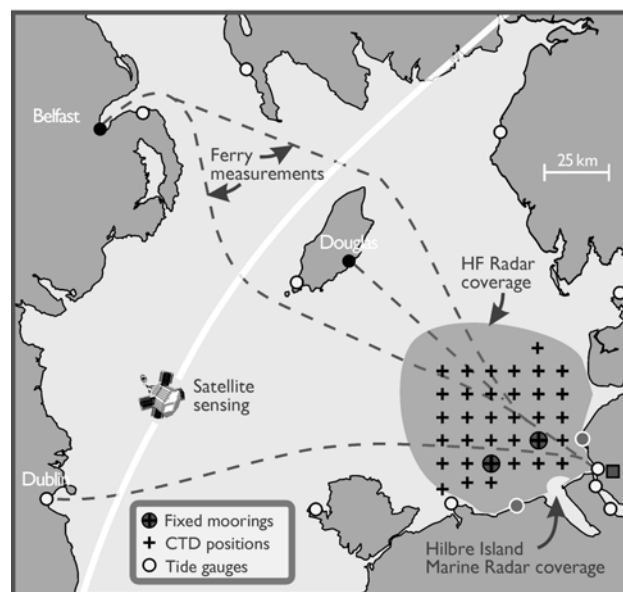 Belfast
Ferry
measurements
25 km
Douglas
HF Radar
coverage
Satellite
sensing
Dublin
Fixed moorings
CTD positions
Tide gauges
Hilbre Island
Marine Radar coverage